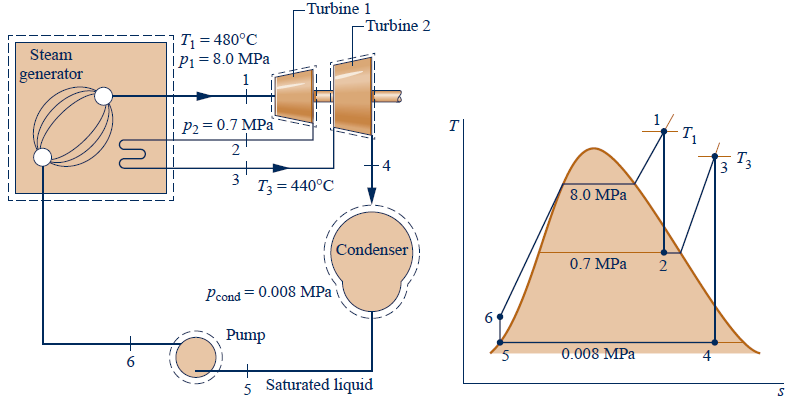 Turbine 1
Turbine 2
T₁ = 480°C
p₁ = 8.0 MPa
Steam
generator
1
p₂ = 0.7 MPa
2
3
T₃ = 440°C
4
Condenser
p_cond = 0.008 MPa
Pump
6
5
Saturated liquid
T
1
T₁
3
T₃
8.0 MPa
0.7 MPa
2
6
5
0.008 MPa
4
s